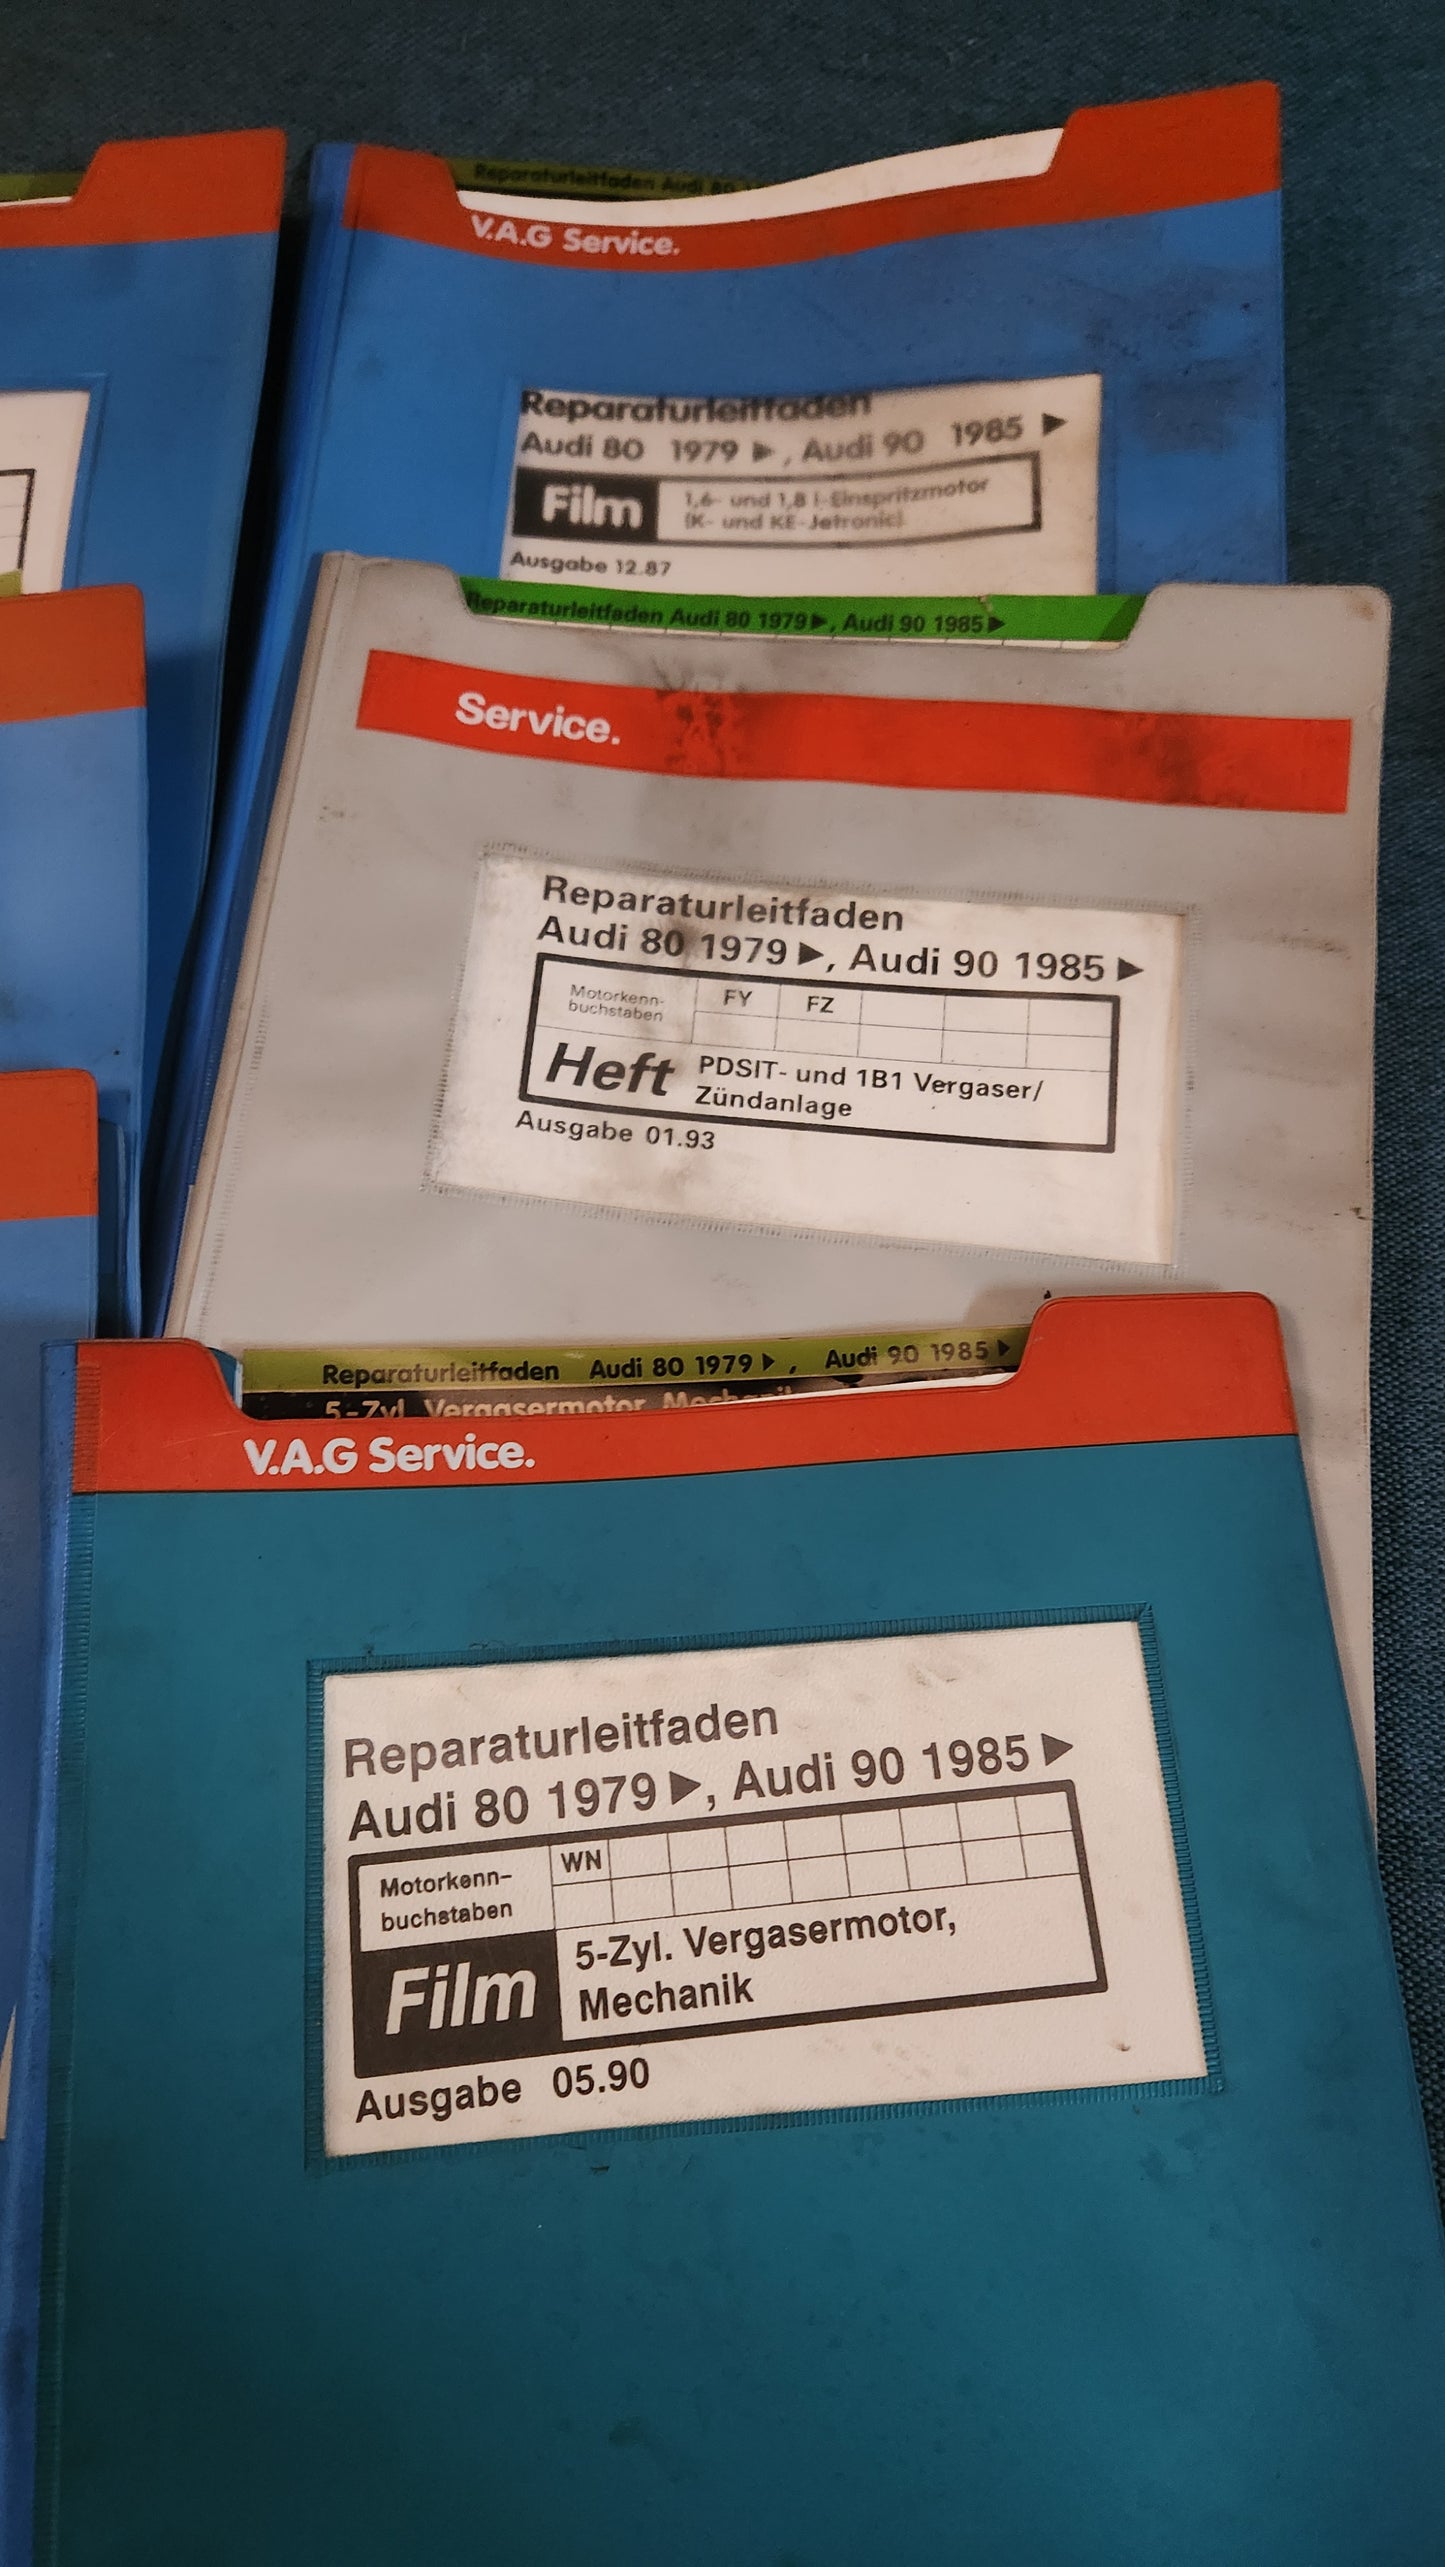 Reparaturleitfaden Audi 80
V.A.G Service.
Reparaturleitfaden
Audi 80 1979 ▶, Audi 90 1985 ▶
Film
1,6- und 1,8 l-Einspritzmotor
(K- und KE-Jetronic)
Ausgabe 12.87
Reparaturleitfaden Audi 80 1979▶, Audi 90 1985▶
Service.
Reparaturleitfaden
Audi 80 1979 ▶, Audi 90 1985 ▶
Motorkenn-
buchstaben
FY FZ
Heft
PDSIT- und 1B1 Vergaser/
Zündanlage
Ausgabe 01.93
Reparaturleitfaden Audi 80 1979 ▶, Audi 90 1985 ▶
5-Zyl. Vergasermotor, Mechanik
V.A.G Service.
Reparaturleitfaden
Audi 80 1979 ▶, Audi 90 1985 ▶
Motorkenn-
buchstaben
WN
Film
5-Zyl. Vergasermotor,
Mechanik
Ausgabe 05.90